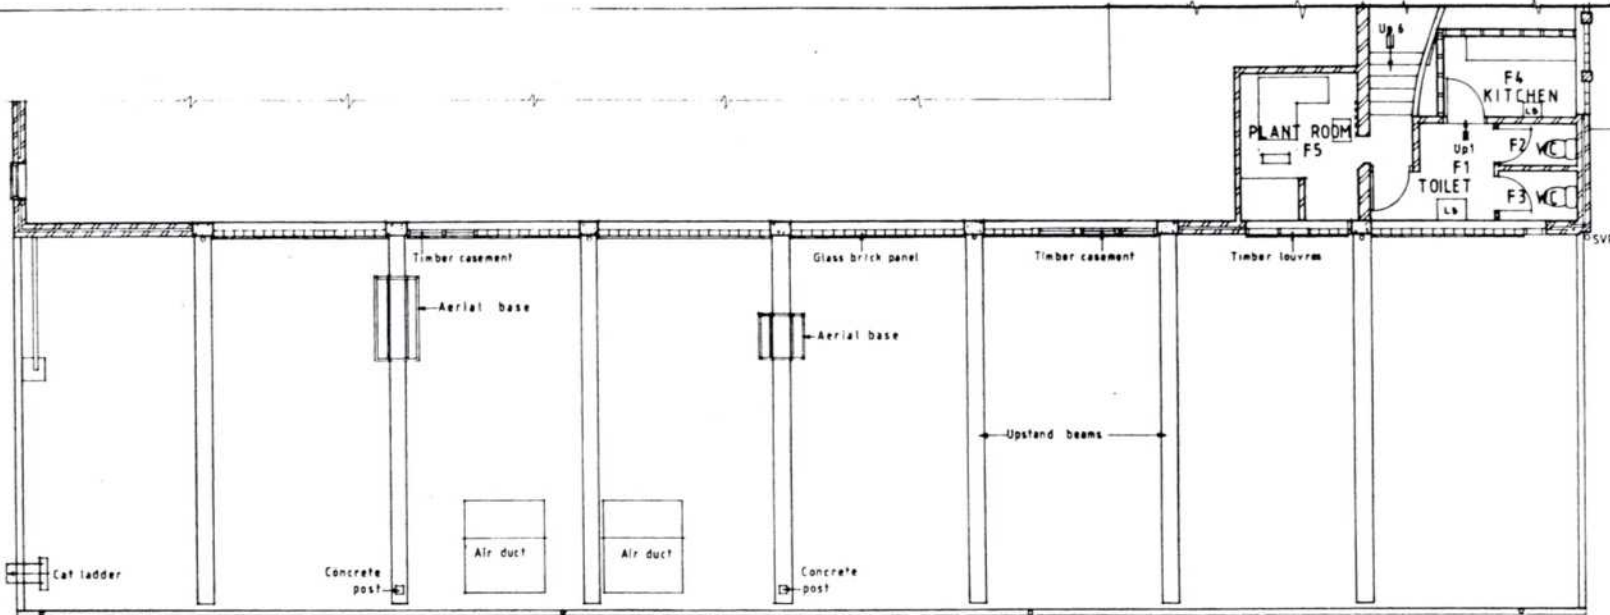 Up 6
F4
KITCHEN
LB
PLANT ROOM
F5
Up1
F1
TOILET
LB
F2 WC
F3 WC
SVP
Timber casement
Glass brick panel
Timber casement
Timber louvres
Aerial base
Aerial base
Upstand beams
Air duct
Air duct
Cat ladder
Concrete
post
Concrete
post